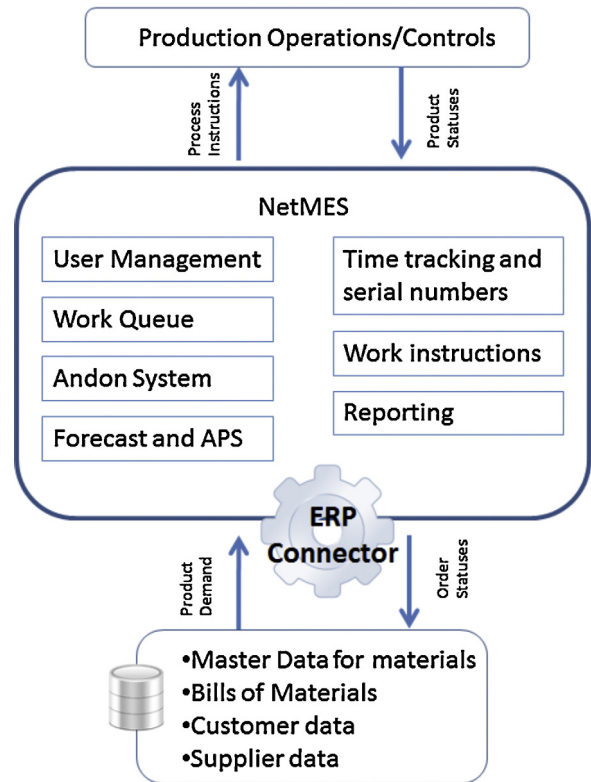 Production Operations/Controls
Process
Instructions
Product
Statuses
NetMES
User Management
Work Queue
Andon System
Forecast and APS
Time tracking and
serial numbers
Work instructions
Reporting
ERP
Connector
Product
Demand
Order
Statuses
•Master Data for materials
•Bills of Materials
•Customer data
•Supplier data